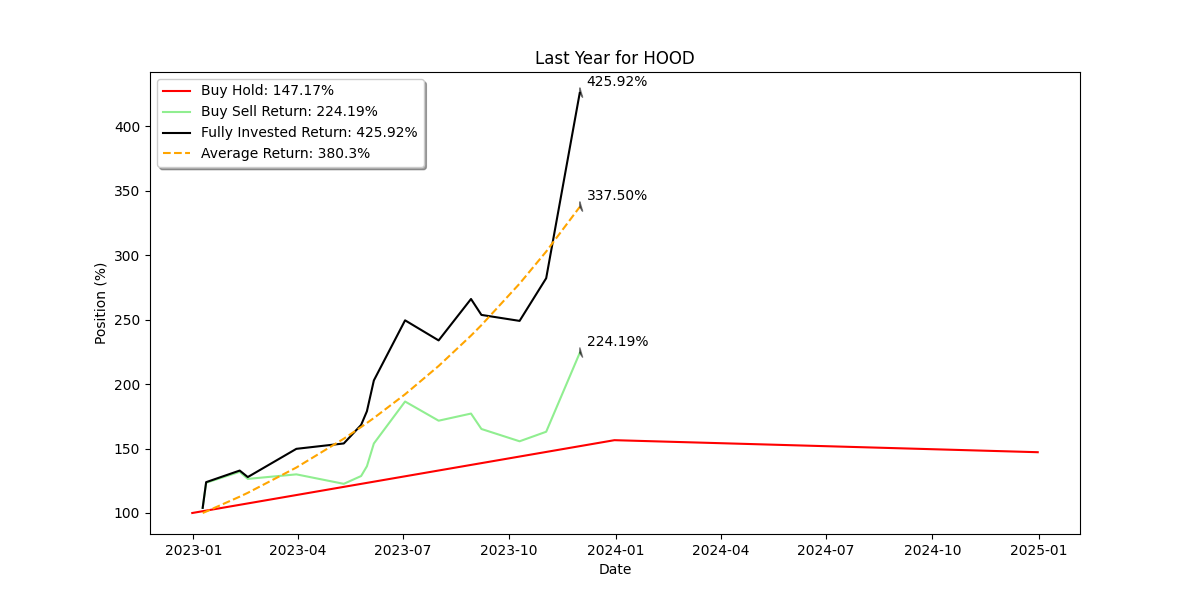 Last Year for HOOD
Buy Hold: 147.17%
Buy Sell Return: 224.19%
Fully Invested Return: 425.92%
Average Return: 380.3%
425.92%
337.50%
224.19%
Position (%)
400
350
300
250
200
150
100
2023-01
2023-04
2023-07
2023-10
2024-01
2024-04
2024-07
2024-10
2025-01
Date